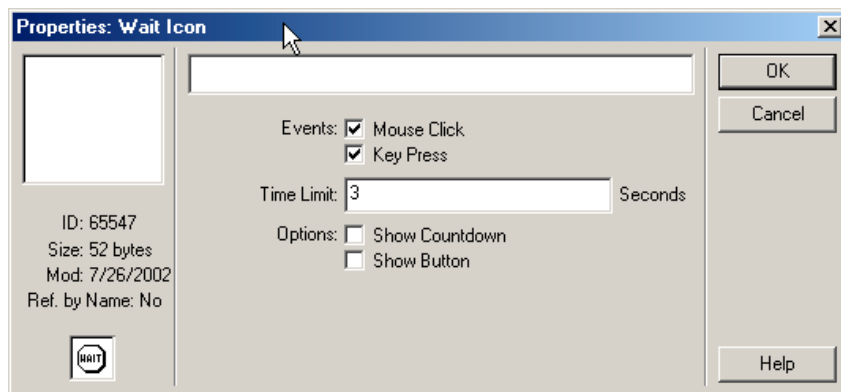 Properties: Wait Icon
OK
Cancel
Events: Mouse Click
Key Press
Time Limit: 3 Seconds
Options: Show Countdown
Show Button
ID: 65547
Size: 52 bytes
Mod: 7/26/2002
Ref. by Name: No
WAIT
Help